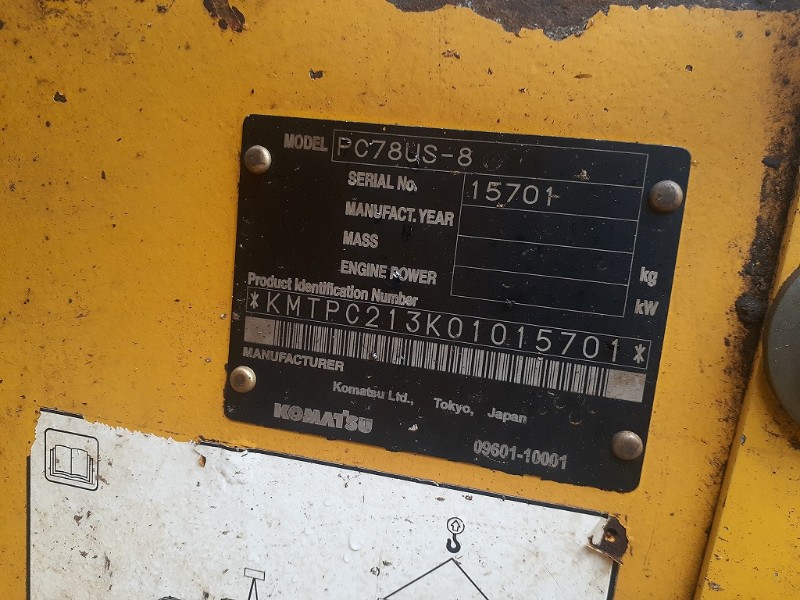 MODEL PC78US-8
SERIAL No. 15701
MANUFACT. YEAR
MASS kg
ENGINE POWER kW
Product Identification Number
*KMTPC213K01015701*
MANUFACTURER
Komatsu Ltd., Tokyo, Japan
KOMATSU
09601-10001